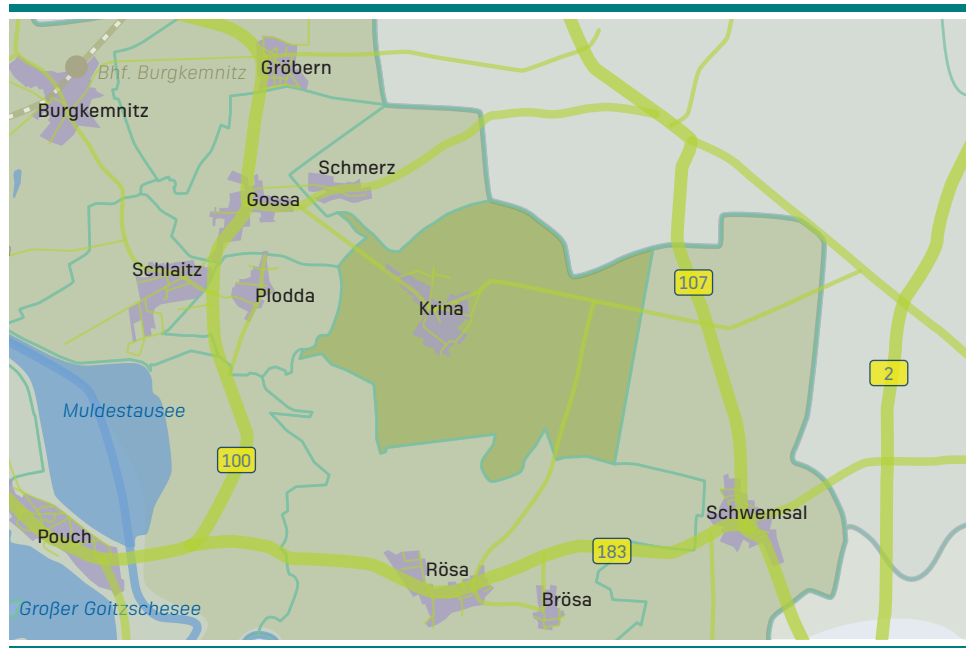 Bhf. Burgkemnitz
Gröbern
Burgkemnitz
Schmerz
Gossa
Schlaitz
Plodda
Krina
107
2
Muldestausee
100
Schwemsal
Pouch
183
Rösa
Brösa
Großer Goitzschesee